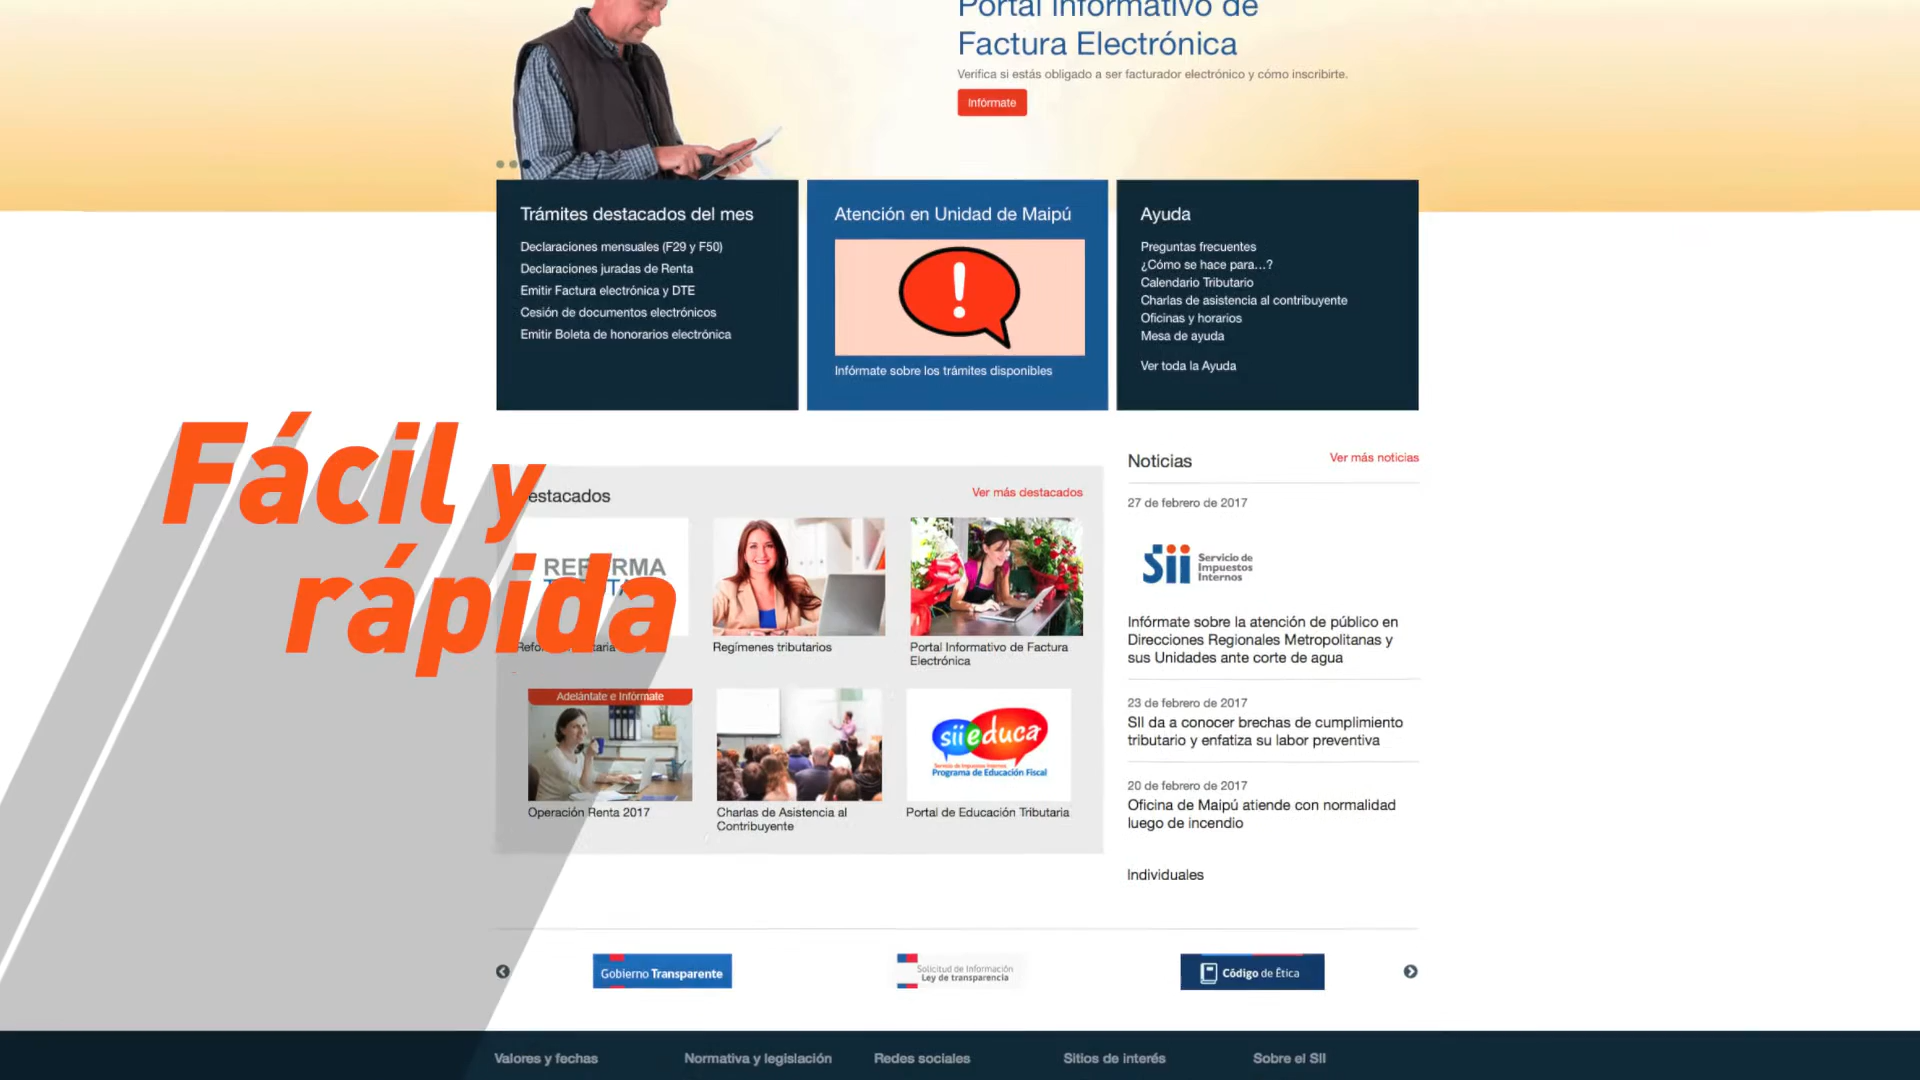 Portal Informativo de
Factura Electrónica
Verifica si estás obligado a ser facturador electrónico y cómo inscribirte.
Infórmate
Trámites destacados del mes
Declaraciones mensuales (F29 y F50)
Declaraciones juradas de Renta
Emitir Factura electrónica y DTE
Cesión de documentos electrónicos
Emitir Boleta de honorarios electrónica
Atención en Unidad de Maipú
!
Infórmate sobre los trámites disponibles
Ayuda
Preguntas frecuentes
¿Cómo se hace para...?
Calendario Tributario
Charlas de asistencia al contribuyente
Oficinas y horarios
Mesa de ayuda
Ver toda la Ayuda
Fácil y
rápida
estacados
Ver más destacados
REFORMA
Regímenes tributarios
Portal Informativo de Factura
Electrónica
Adelántate e Infórmate
Operación Renta 2017
Charlas de Asistencia al
Contribuyente
sii educa
Servicio de Impuestos Internos
Programa de Educación Fiscal
Portal de Educación Tributaria
Noticias
Ver más noticias
27 de febrero de 2017
Sii Servicio de
Impuestos
Internos
Infórmate sobre la atención de público en
Direcciones Regionales Metropolitanas y
sus Unidades ante corte de agua
23 de febrero de 2017
SII da a conocer brechas de cumplimiento
tributario y enfatiza su labor preventiva
20 de febrero de 2017
Oficina de Maipú atiende con normalidad
luego de incendio
Individuales
Gobierno Transparente
Solicitud de Información
Ley de transparencia
Código de Ética
Valores y fechas
Normativa y legislación
Redes sociales
Sitios de interés
Sobre el SII